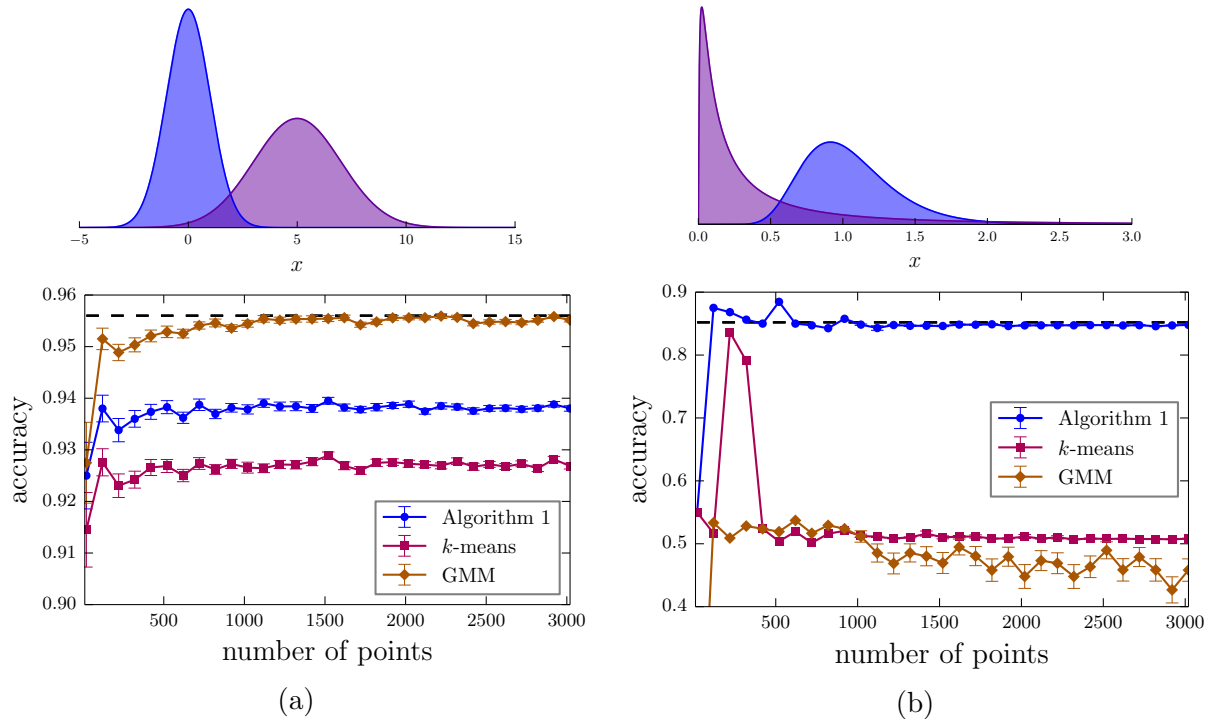 −5 0 5 10 15
x
0.0 0.5 1.0 1.5 2.0 2.5 3.0
x
0.96
0.95
0.94
0.93
0.92
0.91
0.90
accuracy
Algorithm 1
k-means
GMM
500 1000 1500 2000 2500 3000
number of points
(a)
0.9
0.8
0.7
0.6
0.5
0.4
accuracy
Algorithm 1
k-means
GMM
500 1000 1500 2000 2500 3000
number of points
(b)